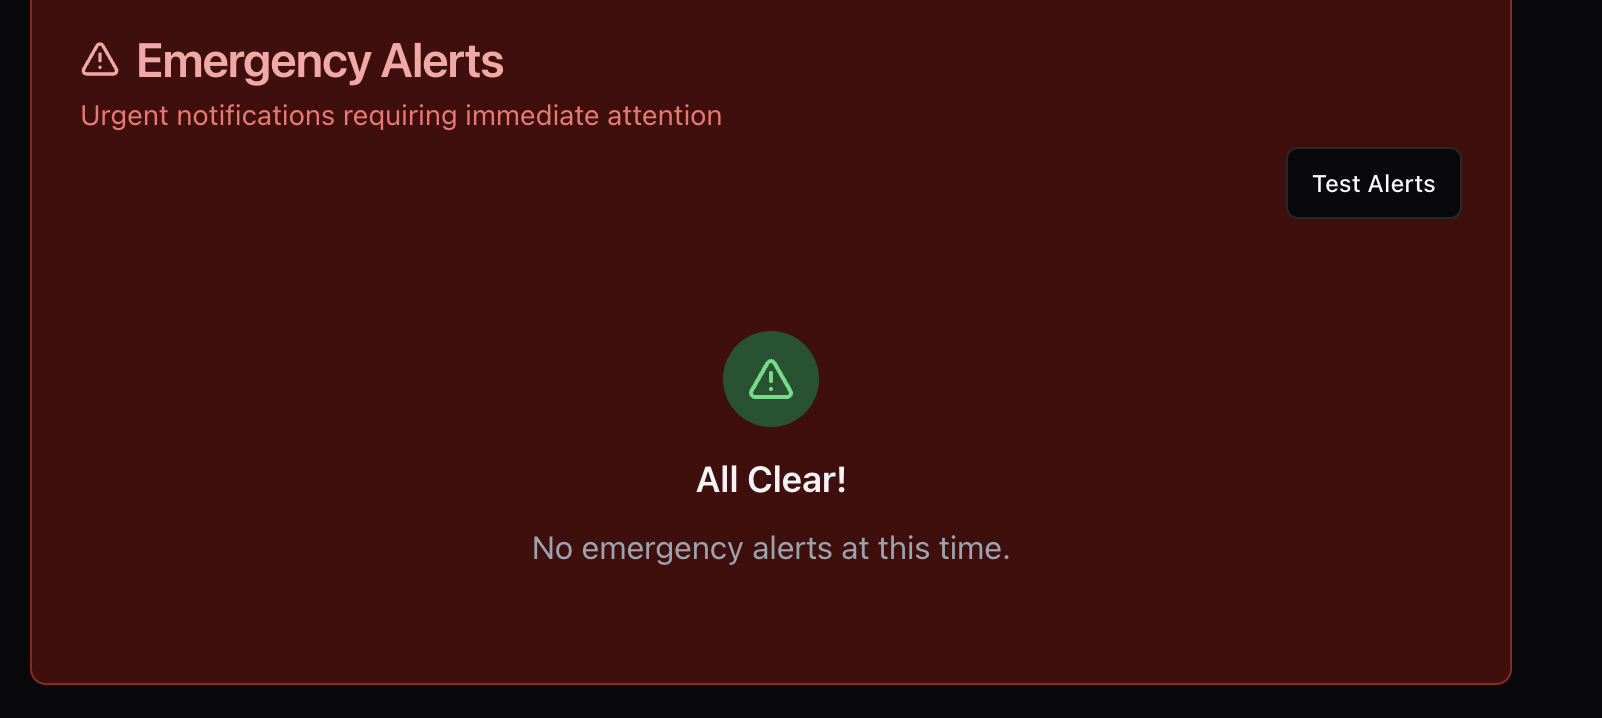 Emergency Alerts
Urgent notifications requiring immediate attention
Test Alerts
All Clear!
No emergency alerts at this time.